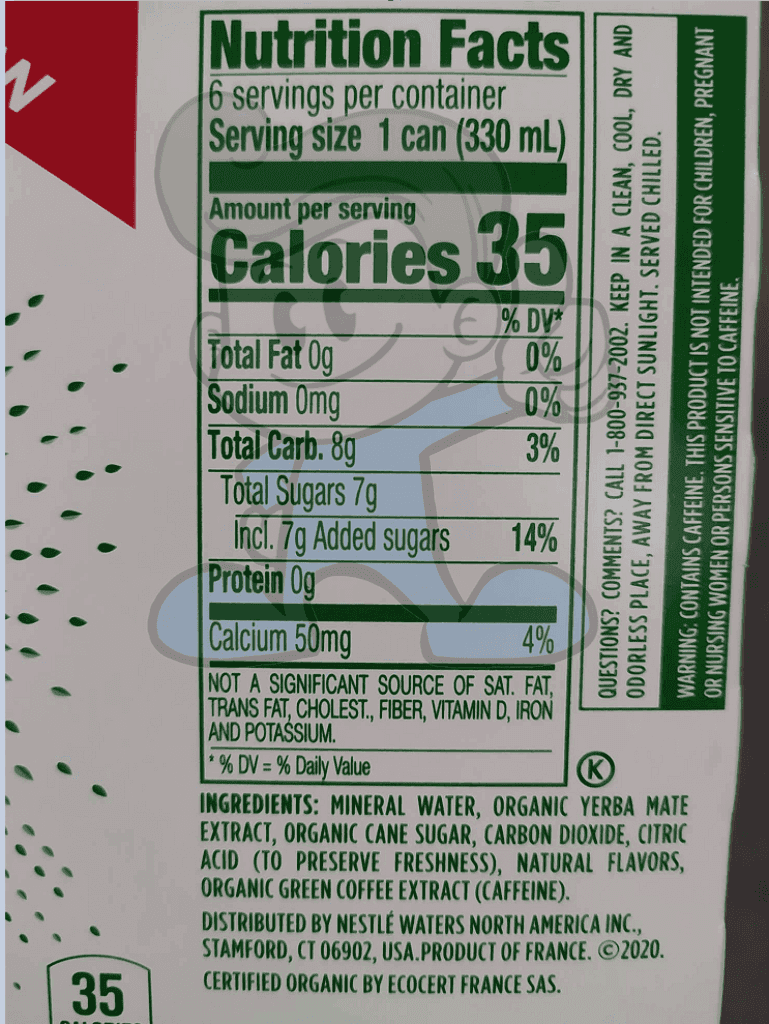 N
Nutrition Facts
6 servings per container
Serving size 1 can (330 mL)
Amount per serving
Calories 35
% DV*
Total Fat 0g 0%
Sodium 0mg 0%
Total Carb. 8g 3%
Total Sugars 7g
Incl. 7g Added sugars 14%
Protein 0g
Calcium 50mg 4%
NOT A SIGNIFICANT SOURCE OF SAT. FAT,
TRANS FAT, CHOLEST., FIBER, VITAMIN D, IRON
AND POTASSIUM.
* % DV = % Daily Value
QUESTIONS? COMMENTS? CALL 1-800-937-2002. KEEP IN A CLEAN, COOL, DRY AND
ODORLESS PLACE, AWAY FROM DIRECT SUNLIGHT. SERVED CHILLED.
WARNING: CONTAINS CAFFEINE. THIS PRODUCT IS NOT INTENDED FOR CHILDREN, PREGNANT
OR NURSING WOMEN OR PERSONS SENSITIVE TO CAFFEINE.
K
INGREDIENTS: MINERAL WATER, ORGANIC YERBA MATE
EXTRACT, ORGANIC CANE SUGAR, CARBON DIOXIDE, CITRIC
ACID (TO PRESERVE FRESHNESS), NATURAL FLAVORS,
ORGANIC GREEN COFFEE EXTRACT (CAFFEINE).
DISTRIBUTED BY NESTLÉ WATERS NORTH AMERICA INC.,
STAMFORD, CT 06902, USA.PRODUCT OF FRANCE. ©2020.
CERTIFIED ORGANIC BY ECOCERT FRANCE SAS.
35
CALORIES